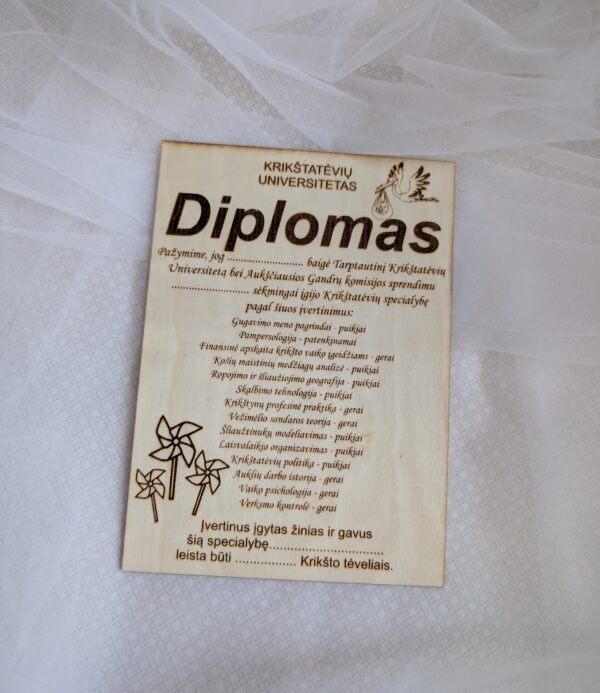 KRIKŠTATĖVIŲ
UNIVERSITETAS
Diplomas
Pažymime, jog ............................ baigė Tarptautinį Krikštatėvių
Universitetą bei Aukščiausios Gandrų komisijos sprendimu
............................ sėkmingai įgijo Krikštatėvių specialybę
pagal šiuos įvertinimus:
Gugavimo meno pagrindai - puikiai
Pampersologija - patenkinamai
Finansinė apskaita krikšto vaiko įgeidžiams - gerai
Košių maistinių medžiagų analizė - puikiai
Ropojimo ir šliaužiojimo geografija - puikiai
Skalbimo tehnologija - puikiai
Krikštynų profesinė praktika - gerai
Vežimėlio sandaros teorija - gerai
Šliaužtinukų modeliavimas - puikiai
Laisvalaikio organizavimas - puikiai
Krikštatėvių politika - puikiai
Auklių darbo istorija - gerai
Vaiko psichologija - gerai
Verksmo kontrolė - gerai
Įvertinus įgytas žinias ir gavus
šią specialybę..................................
leista būti .................. Krikšto tėveliais.